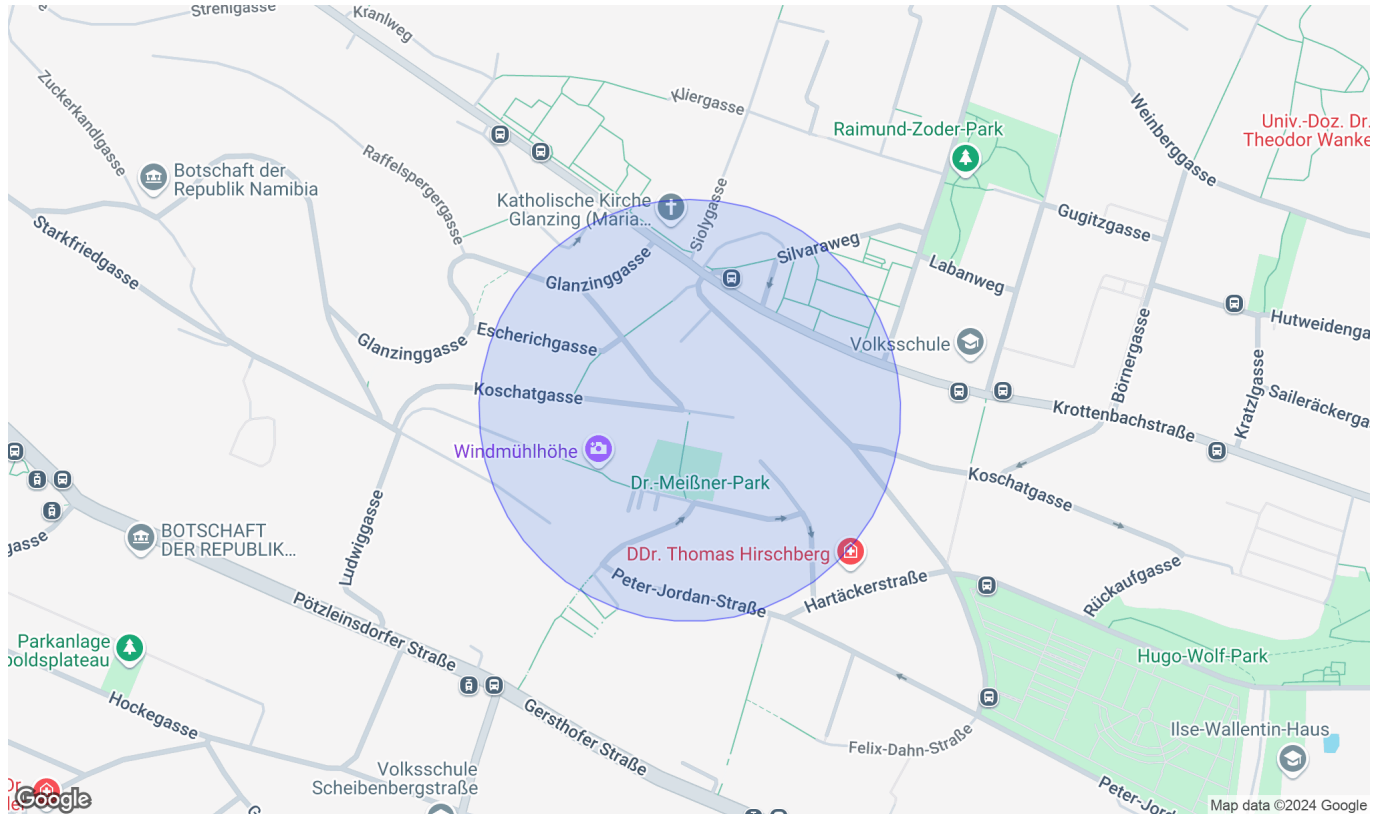 Strenigasse
Kranlweg
Zuckerkandlgasse
Kliergasse
Weinberggasse
Raimund-Zoder-Park
Univ.-Doz. Dr.
Theodor Wanke
Botschaft der
Republik Namibia
Raffelspergergasse
Katholische Kirche
Glanzing (Maria...
Siolygasse
Gugitzgasse
Starkfriedgasse
Silvaraweg
Labanweg
Glanzinggasse
Hutweidenga
Escherichgasse
Glanzinggasse
Volksschule
Börnergasse
Kratzlgasse
Saileräckerga
Koschatgasse
Krottenbachstraße
Windmühlhöhe
Dr.-Meißner-Park
Koschatgasse
gasse
BOTSCHAFT
DER REPUBLIK...
Ludwiggasse
DDr. Thomas Hirschberg
Peter-Jordan-Straße
Hartäckerstraße
Rückaufgasse
Pötzleinsdorfer Straße
Parkanlage
oldsplateau
Hugo-Wolf-Park
Hockegasse
Gersthofer Straße
Felix-Dahn-Straße
Ilse-Wallentin-Haus
Volksschule
Scheibenbergstraße
Peter-Jord
Dr.
Google
Map data ©2024 Google